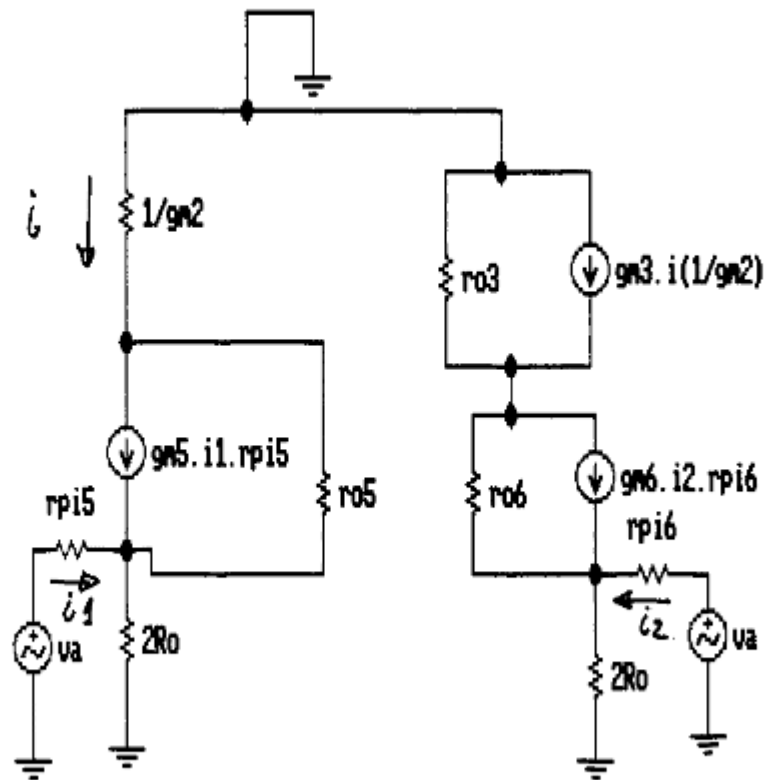 i
1/gm2
ro3
gm3.i(1/gm2)
gm5.i1.rpi5
ro5
ro6
gm6.i2.rpi6
rpi5
rpi6
i1
i2
va
2Ro
2Ro
va